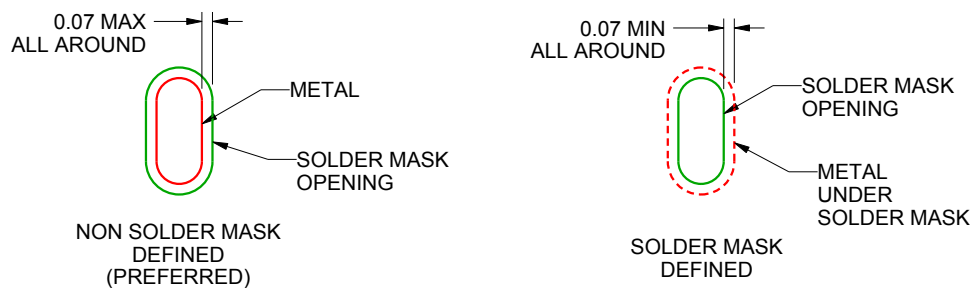 0.07 MAX
ALL AROUND
METAL
SOLDER MASK
OPENING
NON SOLDER MASK
DEFINED
(PREFERRED)
0.07 MIN
ALL AROUND
SOLDER MASK
OPENING
METAL
UNDER
SOLDER MASK
SOLDER MASK
DEFINED